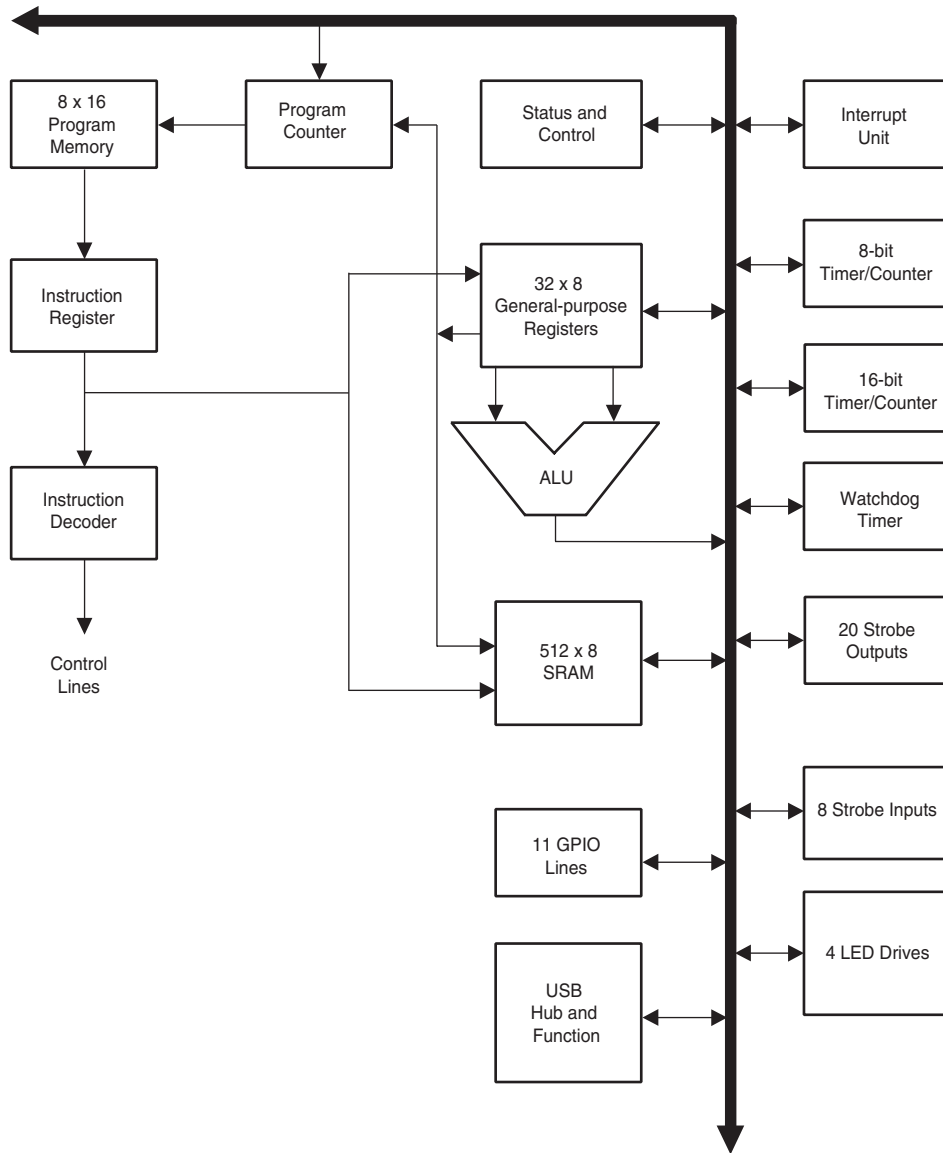 8 x 16
Program
Memory
Program
Counter
Status and
Control
Interrupt
Unit
Instruction
Register
32 x 8
General-purpose
Registers
8-bit
Timer/Counter
16-bit
Timer/Counter
ALU
Instruction
Decoder
Watchdog
Timer
Control
Lines
512 x 8
SRAM
20 Strobe
Outputs
11 GPIO
Lines
8 Strobe Inputs
USB
Hub and
Function
4 LED Drives